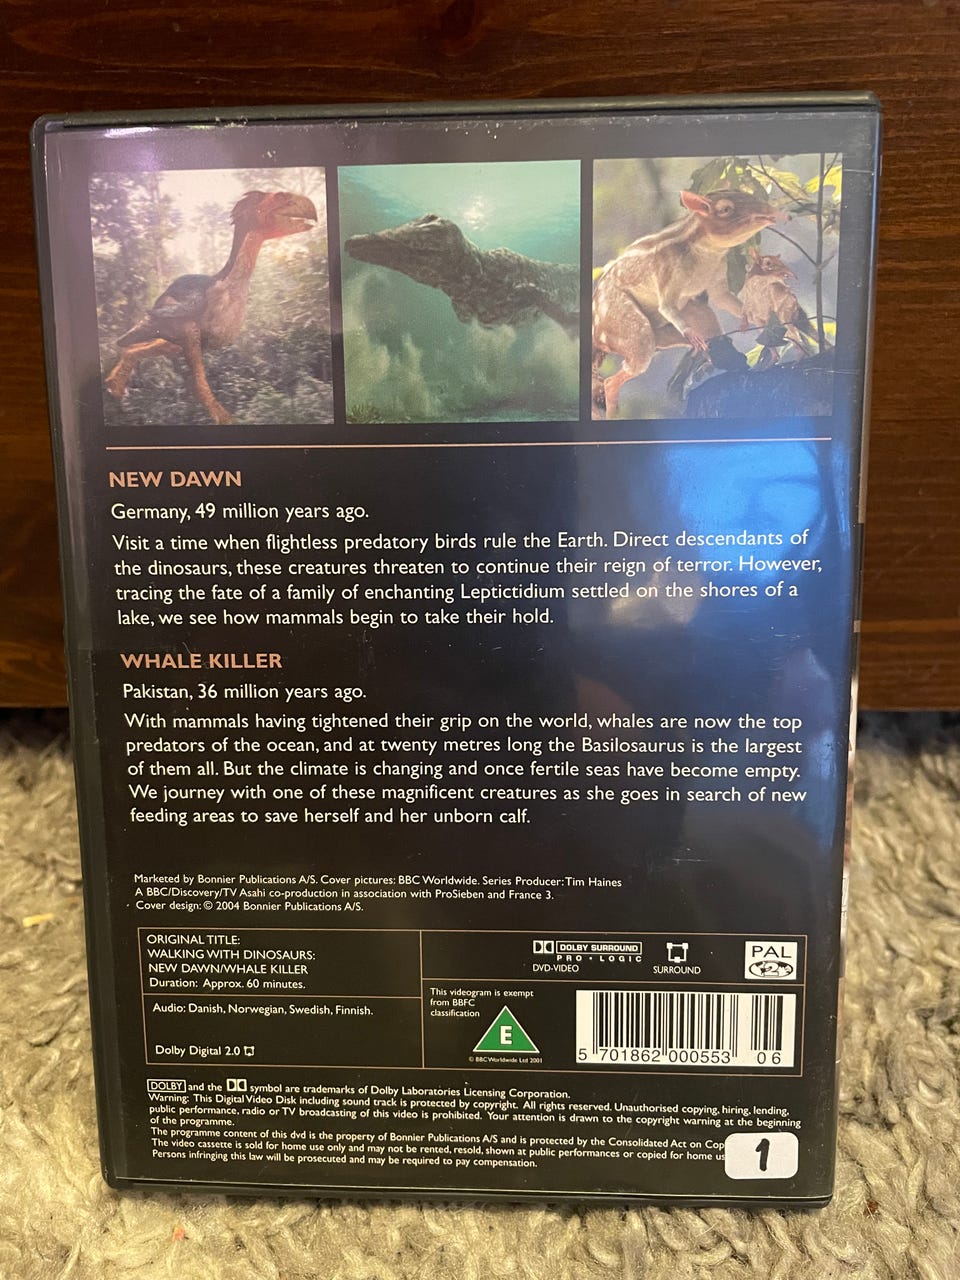 NEW DAWN
Germany, 49 million years ago.
Visit a time when flightless predatory birds rule the Earth. Direct descendants of
the dinosaurs, these creatures threaten to continue their reign of terror. However,
tracing the fate of a family of enchanting Leptictidium settled on the shores of a
lake, we see how mammals begin to take their hold.
WHALE KILLER
Pakistan, 36 million years ago.
With mammals having tightened their grip on the world, whales are now the top
predators of the ocean, and at twenty metres long the Basilosaurus is the largest
of them all. But the climate is changing and once fertile seas have become empty.
We journey with one of these magnificent creatures as she goes in search of new
feeding areas to save herself and her unborn calf.
Marketed by Bonnier Publications A/S. Cover pictures: BBC Worldwide. Series Producer: Tim Haines
A BBC/Discovery/TV Asahi co-production in association with ProSieben and France 3.
Cover design: © 2004 Bonnier Publications A/S.
ORIGINAL TITLE:
WALKING WITH DINOSAURS:
NEW DAWN/WHALE KILLER
Duration: Approx. 60 minutes.
Audio: Danish, Norwegian, Swedish, Finnish.
Dolby Digital 2.0
DOLBY SURROUND
PRO • LOGIC
DVD-VIDEO
SURROUND
PAL
2
This videogram is exempt
from BBFC
classification
E
© BBC Worldwide Ltd 2001
5 701862 000553 06
DOLBY and the DD symbol are trademarks of Dolby Laboratories Licensing Corporation.
Warning: This Digital Video Disk including sound track is protected by copyright. All rights reserved. Unauthorised copying, hiring, lending,
public performance, radio or TV broadcasting of this video is prohibited. Your attention is drawn to the copyright warning at the beginning
of the programme.
The programme content of this dvd is the property of Bonnier Publications A/S and is protected by the Consolidated Act on Cop
The video cassette is sold for home use only and may not be rented, resold, shown at public performances or copied for home us
Persons infringing this law will be prosecuted and may be required to pay compensation.
1